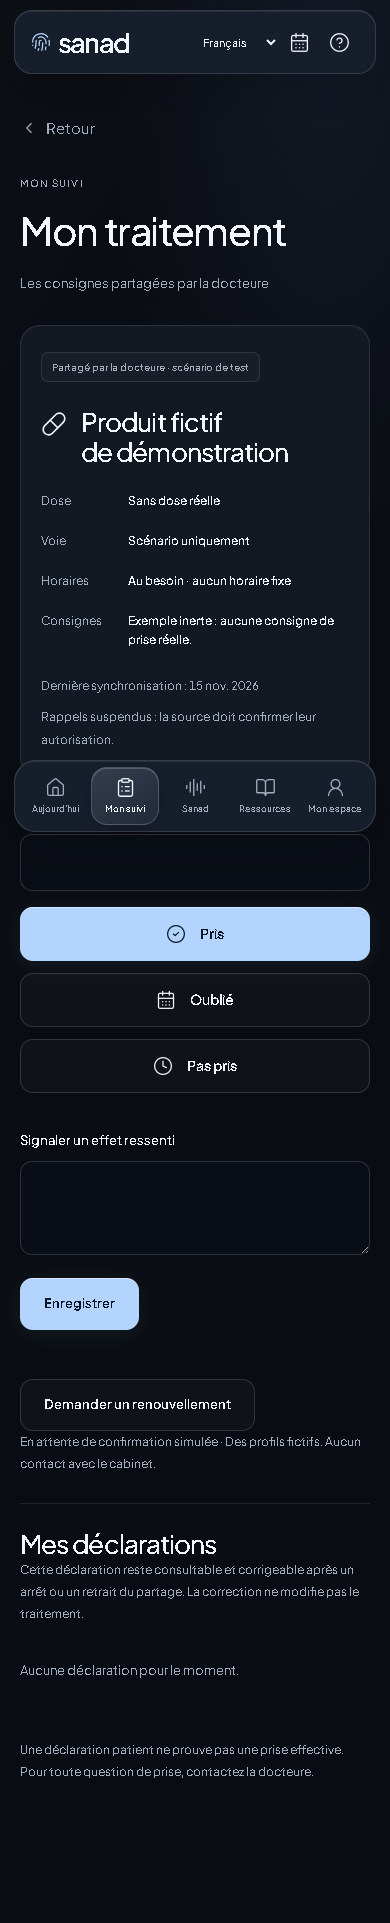 sanad
Français
Retour
MON SUIVI
Mon traitement
Les consignes partagées par la docteure
Partagé par la docteure · scénario de test
Produit fictif
de démonstration
Dose Sans dose réelle
Voie Scénario uniquement
Horaires Au besoin · aucun horaire fixe
Consignes Exemple inerte : aucune consigne de
prise réelle.
Dernière synchronisation : 15 nov. 2026
Rappels suspendus : la source doit confirmer leur
autorisation.
Aujourd'hui Mon suivi Sanad Ressources Mon espace
Pris
Oublié
Pas pris
Signaler un effet ressenti
Enregistrer
Demander un renouvellement
En attente de confirmation simulée · Des profils fictifs. Aucun
contact avec le cabinet.
Mes déclarations
Cette déclaration reste consultable et corrigeable après un
arrêt ou un retrait du partage. La correction ne modifie pas le
traitement.
Aucune déclaration pour le moment.
Une déclaration patient ne prouve pas une prise effective.
Pour toute question de prise, contactez la docteure.